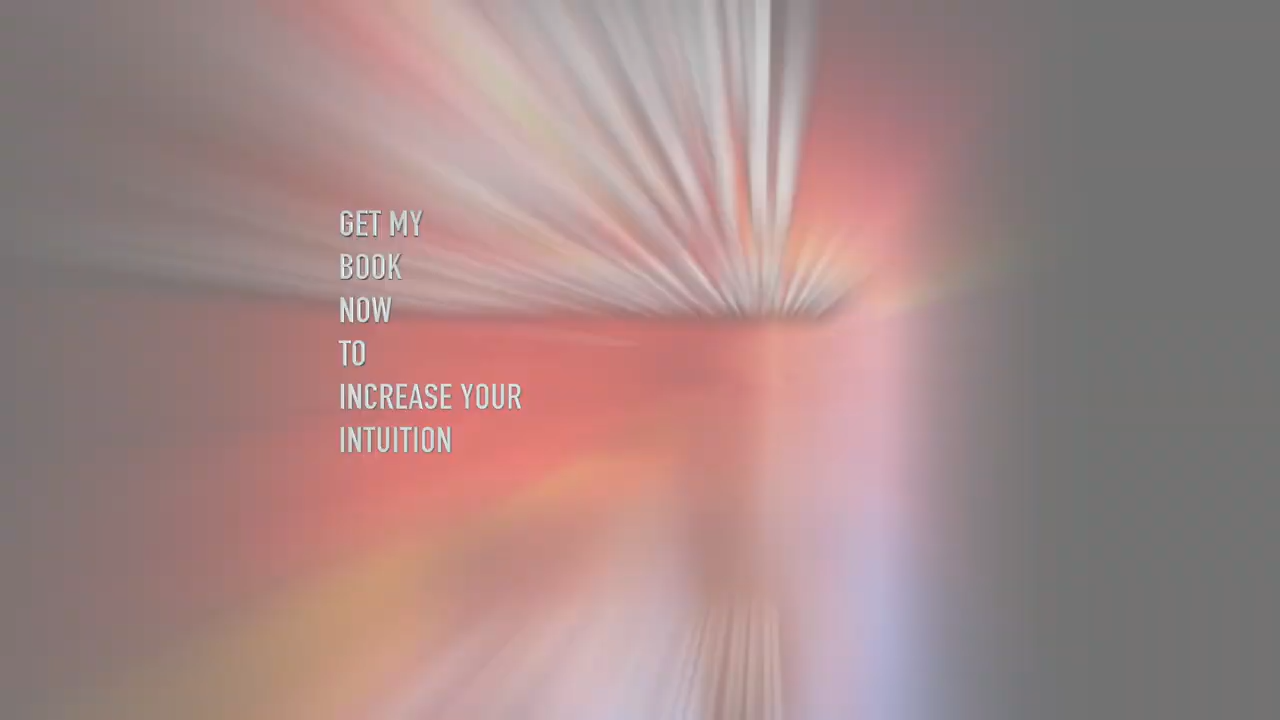 GET MY
BOOK
NOW
TO
INCREASE YOUR
INTUITION